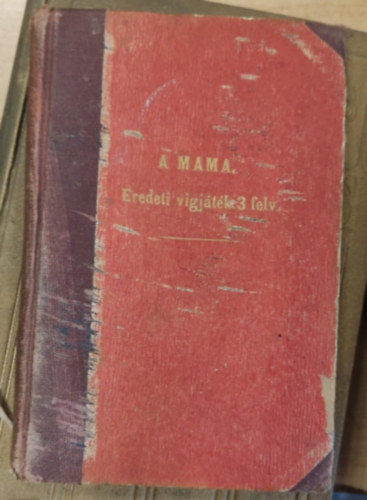 A MAMA.
Eredeti vigjáték 3 felv.